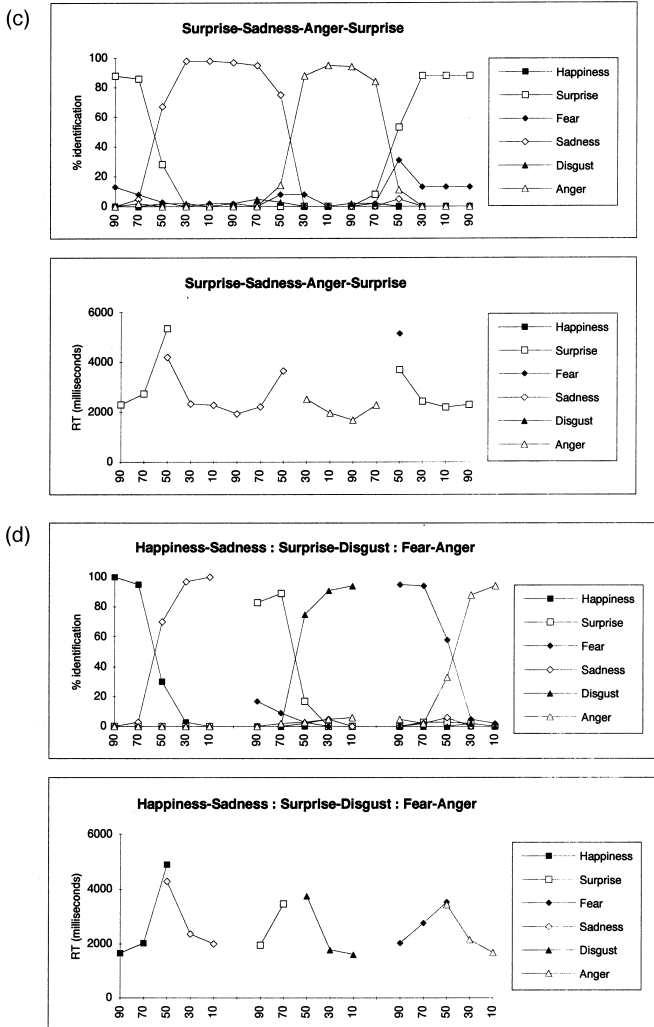 (c)
Surprise-Sadness-Anger-Surprise
% identification
100
80
60
40
20
0
90 70 50 30 10 90 70 50 30 10 90 70 50 30 10 90
Happiness
Surprise
Fear
Sadness
Disgust
Anger
Surprise-Sadness-Anger-Surprise
RT (milliseconds)
6000
4000
2000
0
90 70 50 30 10 90 70 50 30 10 90 70 50 30 10 90
Happiness
Surprise
Fear
Sadness
Disgust
Anger
(d)
Happiness-Sadness : Surprise-Disgust : Fear-Anger
% identification
100
80
60
40
20
0
90 70 50 30 10 90 70 50 30 10 90 70 50 30 10
Happiness
Surprise
Fear
Sadness
Disgust
Anger
Happiness-Sadness : Surprise-Disgust : Fear-Anger
RT (milliseconds)
6000
4000
2000
0
90 70 50 30 10 90 70 50 30 10 90 70 50 30 10
Happiness
Surprise
Fear
Sadness
Disgust
Anger